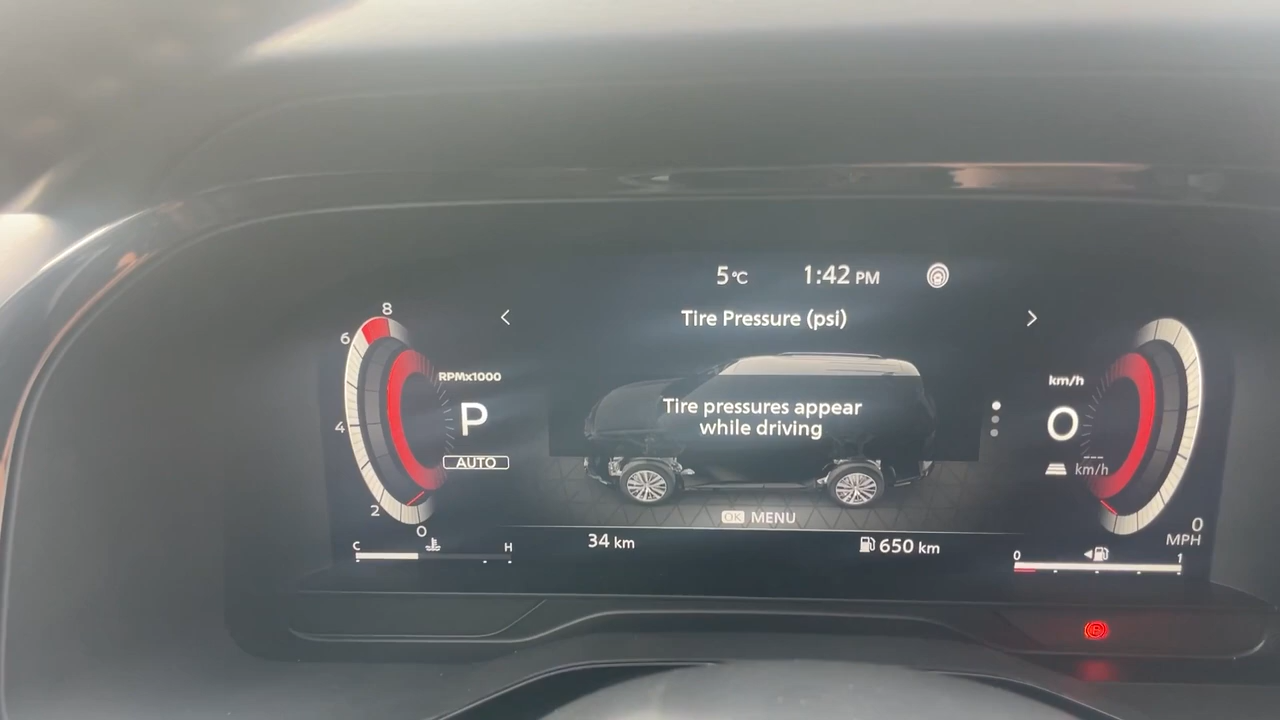 5°C 1:42 PM
< Tire Pressure (psi) >
8
6
4
2
0
RPMx1000
P
AUTO
Tire pressures appear
while driving
OK MENU
km/h
0
---
km/h
0
MPH
C H
34 km
650 km
0 1
P